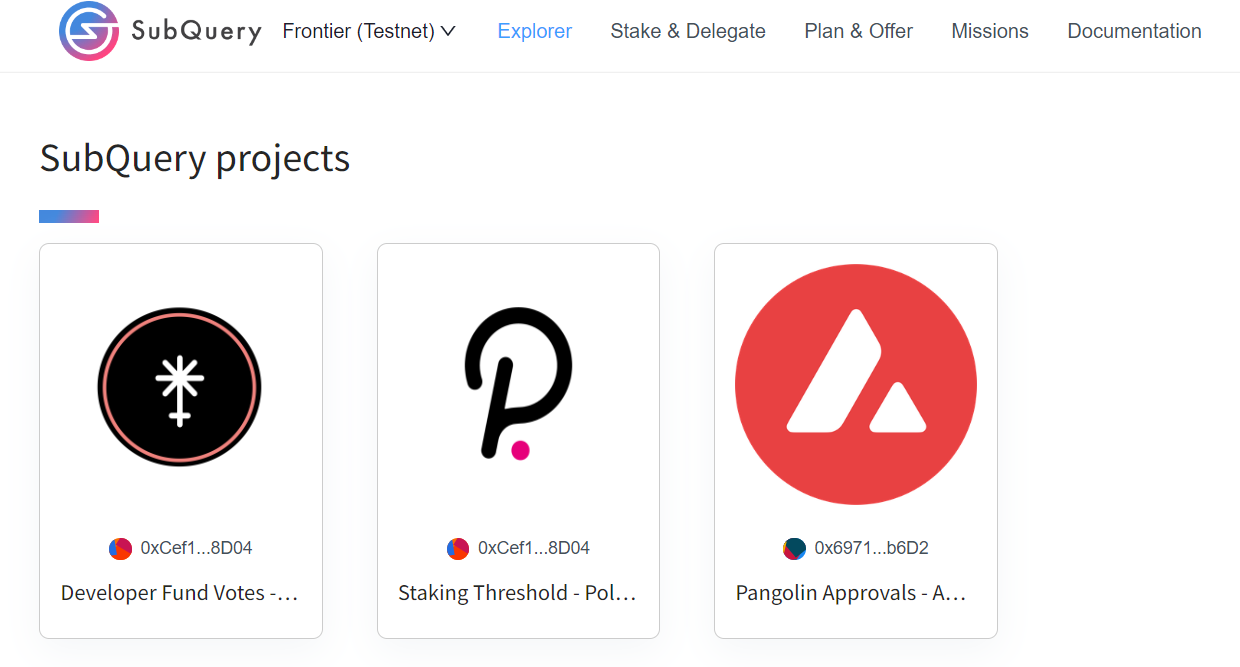 SubQuery Frontier (Testnet) Explorer Stake & Delegate Plan & Offer Missions Documentation
SubQuery projects
0xCef1...8D04
Developer Fund Votes -...
0xCef1...8D04
Staking Threshold - Pol...
0x6971...b6D2
Pangolin Approvals - A...